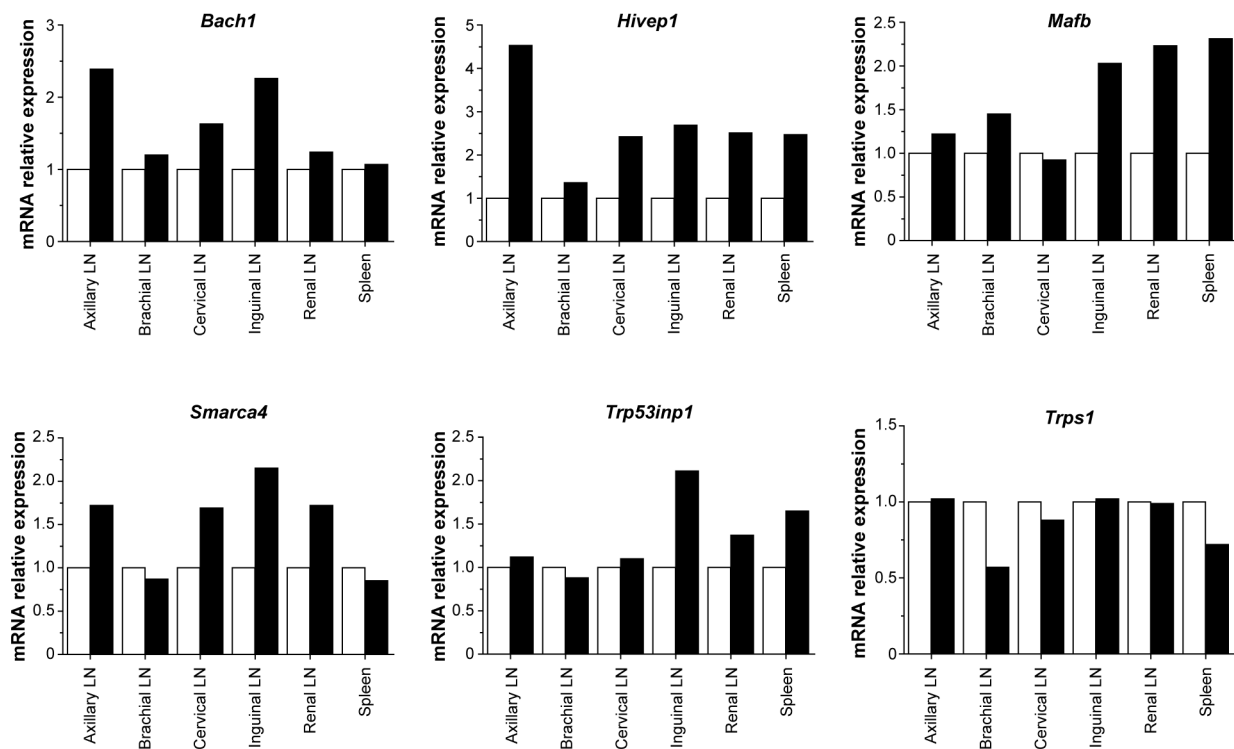 Bach1
mRNA relative expression
3
2
1
0
Axillary LN
Brachial LN
Cervical LN
Inguinal LN
Renal LN
Spleen
Hivep1
mRNA relative expression
5
4
3
2
1
0
Axillary LN
Brachial LN
Cervical LN
Inguinal LN
Renal LN
Spleen
Mafb
mRNA relative expression
2.5
2.0
1.5
1.0
0.5
0
Axillary LN
Brachial LN
Cervical LN
Inguinal LN
Renal LN
Spleen
Smarca4
mRNA relative expression
2.5
2.0
1.5
1.0
0.5
0
Axillary LN
Brachial LN
Cervical LN
Inguinal LN
Renal LN
Spleen
Trp53inp1
mRNA relative expression
2.5
2.0
1.5
1.0
0.5
0
Axillary LN
Brachial LN
Cervical LN
Inguinal LN
Renal LN
Spleen
Trps1
mRNA relative expression
1.5
1.0
0.5
0
Axillary LN
Brachial LN
Cervical LN
Inguinal LN
Renal LN
Spleen